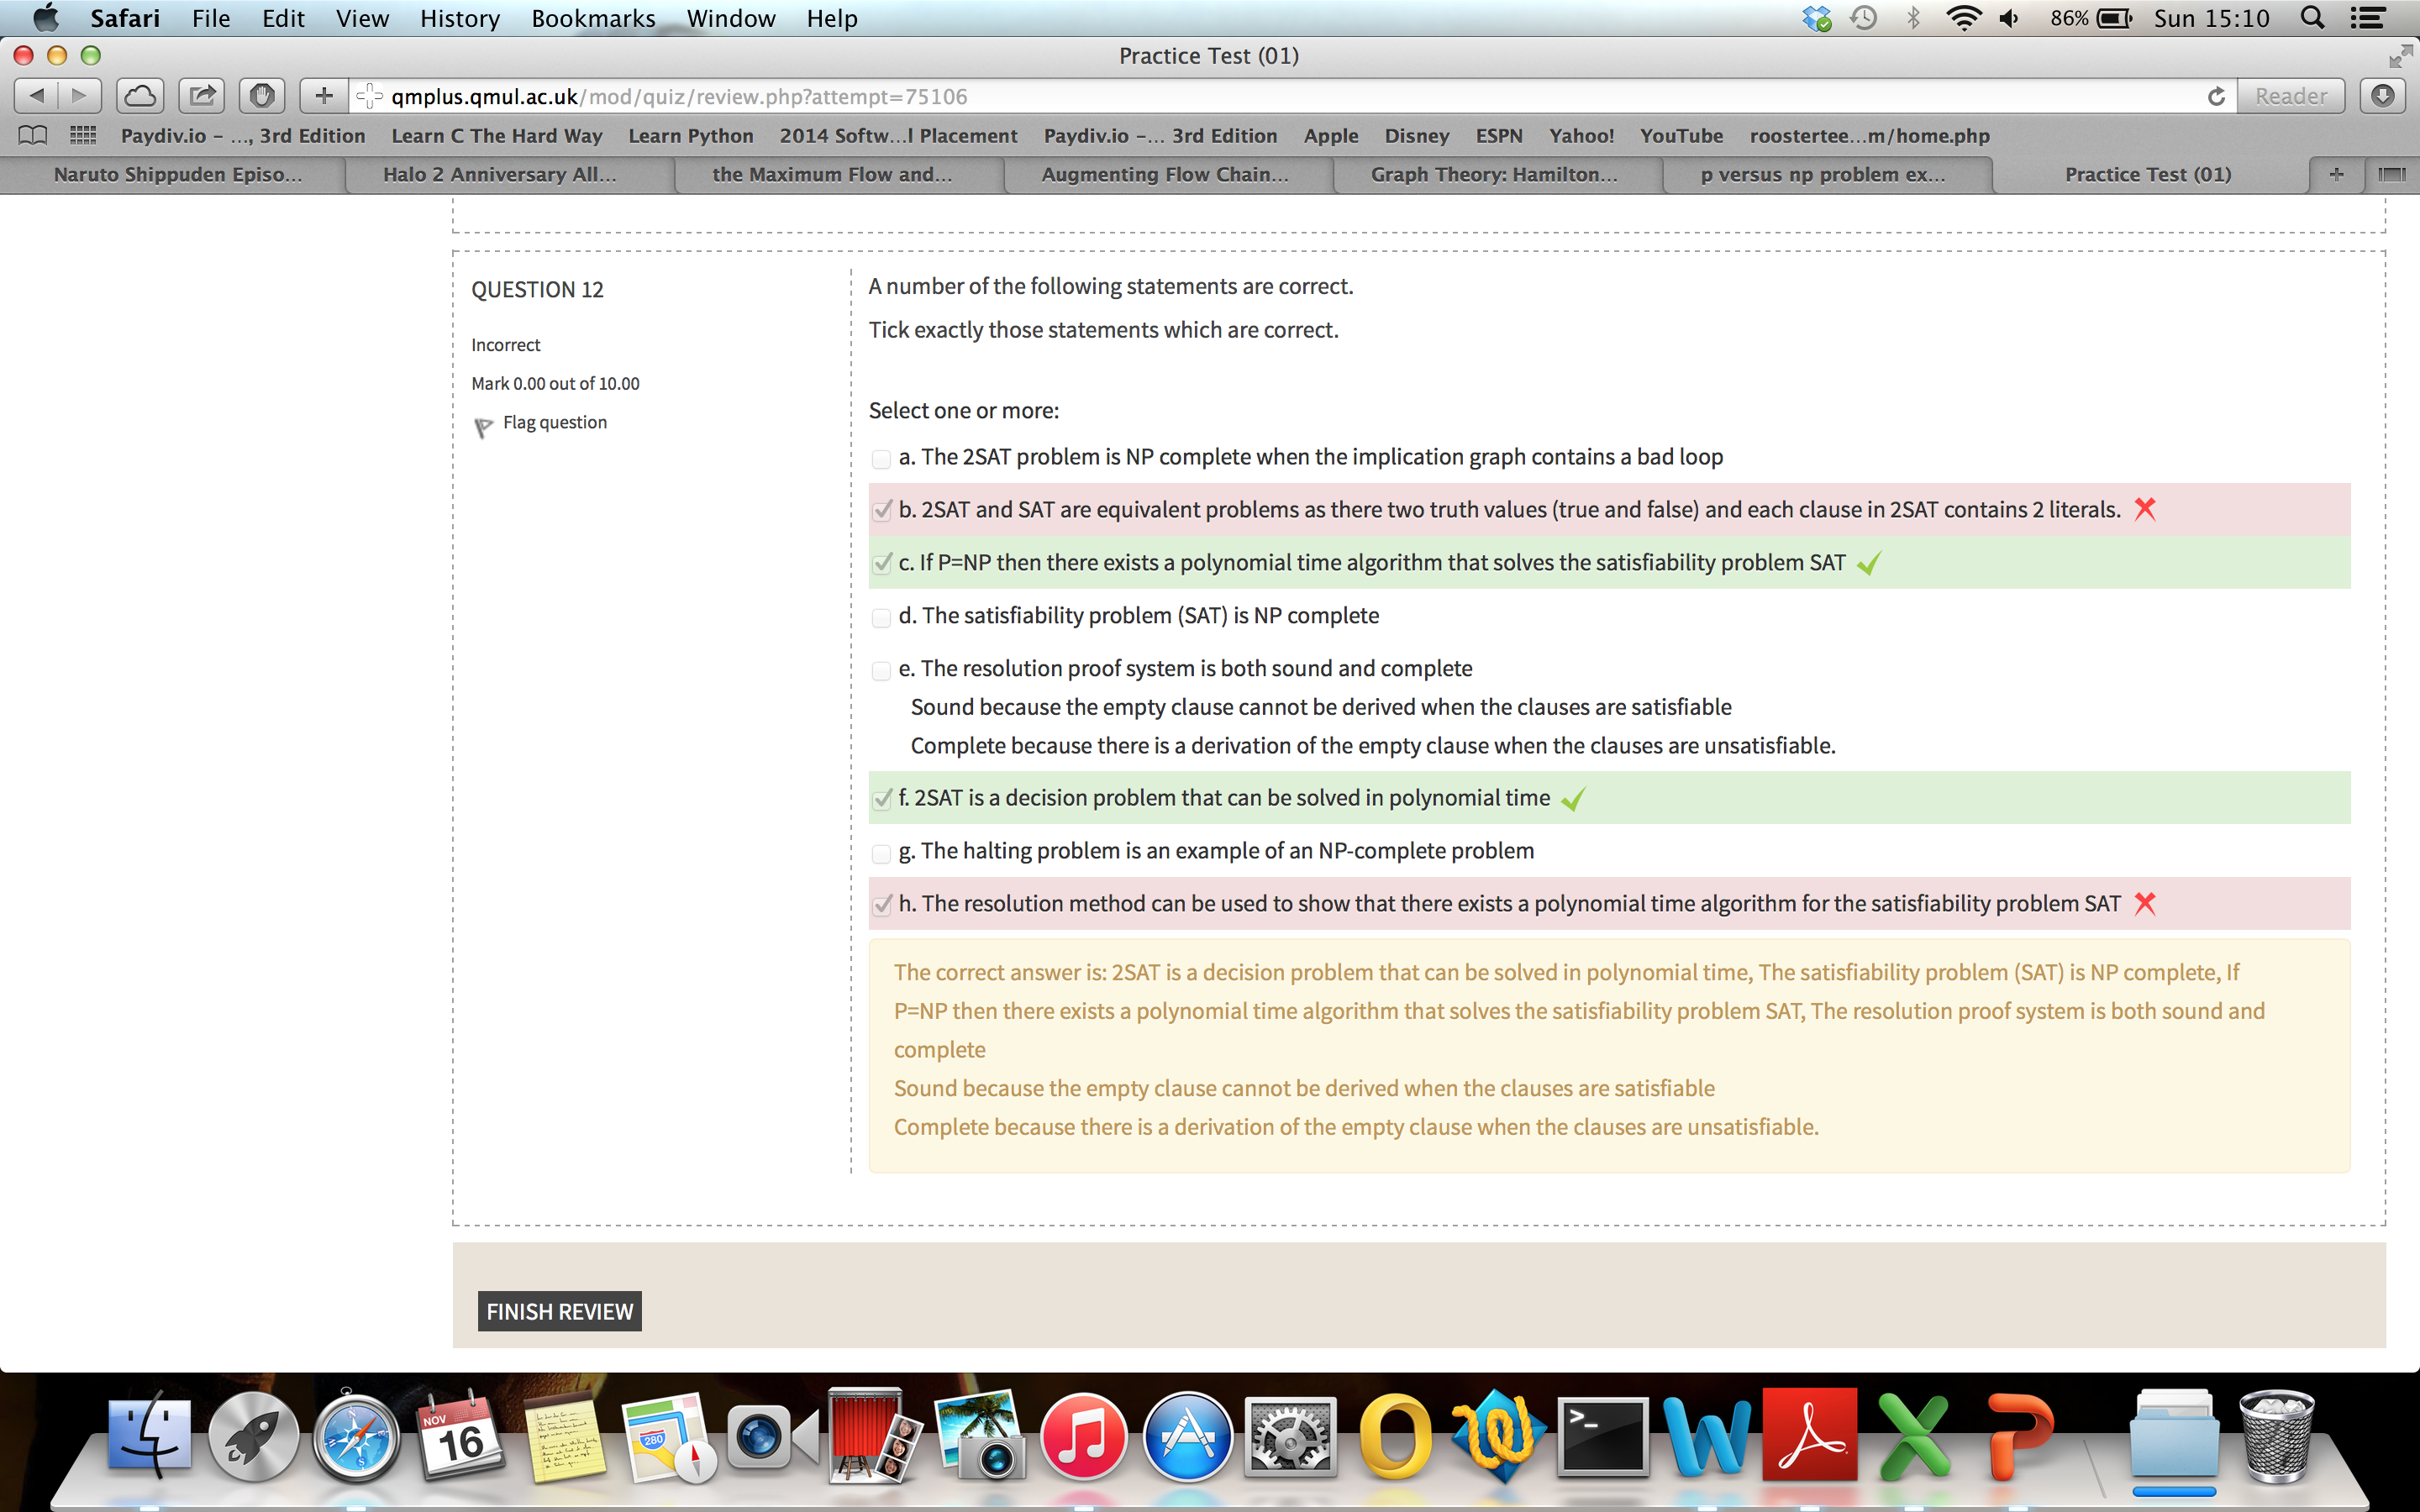 Safari File Edit View History Bookmarks Window Help 86% Sun 15:10
Practice Test (01)
qmplus.qmul.ac.uk/mod/quiz/review.php?attempt=75106 Reader
Paydiv.io – ..., 3rd Edition Learn C The Hard Way Learn Python 2014 Softw...l Placement Paydiv.io –... 3rd Edition Apple Disney ESPN Yahoo! YouTube roostertee...m/home.php
Naruto Shippuden Episo... Halo 2 Anniversary All... the Maximum Flow and... Augmenting Flow Chain... Graph Theory: Hamilton... p versus np problem ex... Practice Test (01)
QUESTION 12
Incorrect
Mark 0.00 out of 10.00
Flag question
A number of the following statements are correct.
Tick exactly those statements which are correct.
Select one or more:
a. The 2SAT problem is NP complete when the implication graph contains a bad loop
b. 2SAT and SAT are equivalent problems as there two truth values (true and false) and each clause in 2SAT contains 2 literals.
c. If P=NP then there exists a polynomial time algorithm that solves the satisfiability problem SAT
d. The satisfiability problem (SAT) is NP complete
e. The resolution proof system is both sound and complete
Sound because the empty clause cannot be derived when the clauses are satisfiable
Complete because there is a derivation of the empty clause when the clauses are unsatisfiable.
f. 2SAT is a decision problem that can be solved in polynomial time
g. The halting problem is an example of an NP-complete problem
h. The resolution method can be used to show that there exists a polynomial time algorithm for the satisfiability problem SAT
The correct answer is: 2SAT is a decision problem that can be solved in polynomial time, The satisfiability problem (SAT) is NP complete, If
P=NP then there exists a polynomial time algorithm that solves the satisfiability problem SAT, The resolution proof system is both sound and
complete
Sound because the empty clause cannot be derived when the clauses are satisfiable
Complete because there is a derivation of the empty clause when the clauses are unsatisfiable.
FINISH REVIEW
NOV
16
280